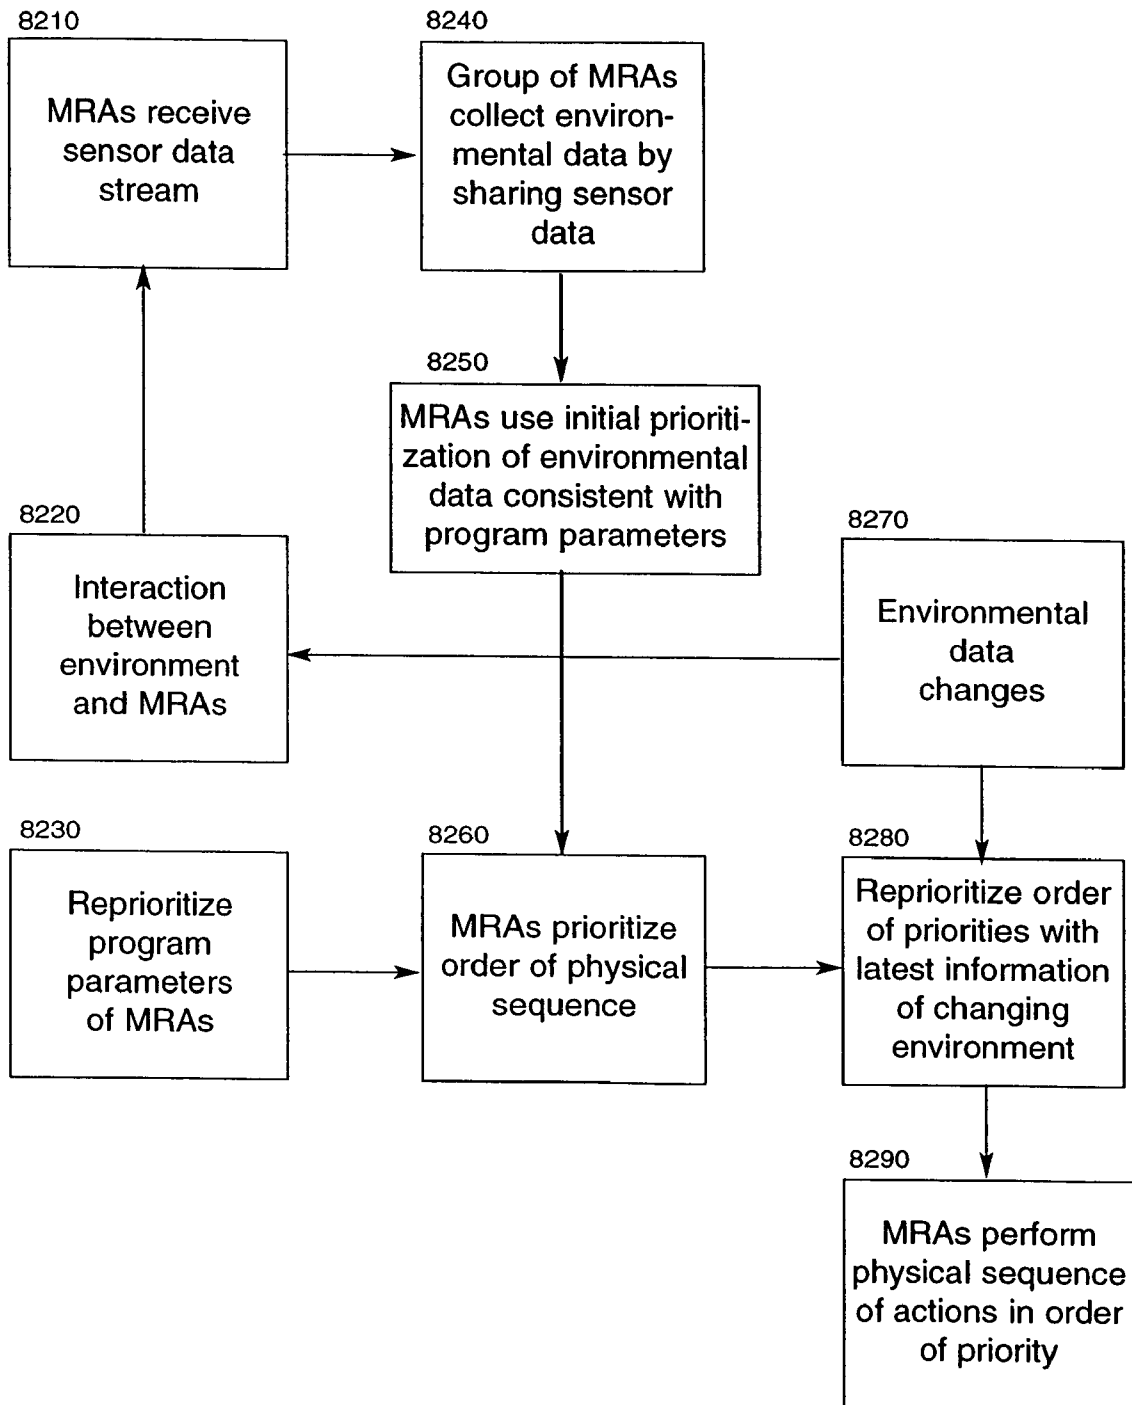 8210
MRAs receive
sensor data
stream
8240
Group of MRAs
collect environ-
mental data by
sharing sensor
data
8250
MRAs use initial prioriti-
zation of environmental
data consistent with
program parameters
8220
Interaction
between
environment
and MRAs
8270
Environmental
data
changes
8230
Reprioritize
program
parameters
of MRAs
8260
MRAs prioritize
order of physical
sequence
8280
Reprioritize order
of priorities with
latest information
of changing
environment
8290
MRAs perform
physical sequence
of actions in order
of priority